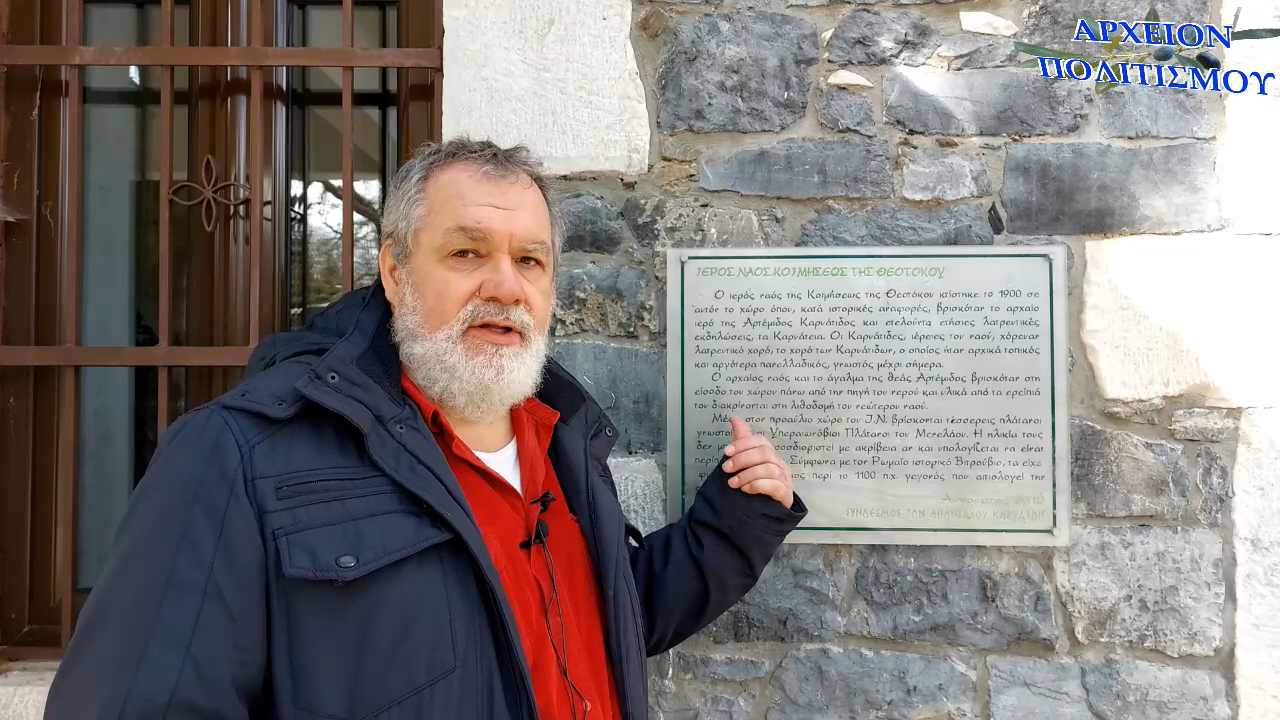 ΑΡΧΕΙΟΝ
ΠΟΛΙΤΙΣΜΟΥ
ΙΕΡΟΣ ΝΑΟΣ ΚΟΙΜΗΣΕΩΣ ΤΗΣ ΘΕΟΤΟΚΟΥ
Ο ιερός ναός της Κοιμήσεως της Θεοτόκου κτίστηκε το 1900 σε
αυτόν το χώρο όπου, κατά ιστορικές αναφορές, βρισκόταν το αρχαίο
ιερό της Αρτέμιδος Καρυάτιδος και ετελούντο ετήσιες λατρευτικές
εκδηλώσεις, τα Καρυάτεια. Οι Καρυάτιδες, ιέρειες του ναού, χόρευαν
λατρευτικό χορό, το χορό των Καρυάτιδων, ο οποίος ήταν αρχικά τοπικός
και αργότερα πανελλαδικός, γνωστός μέχρι σήμερα.
Ο αρχαίος ναός και το άγαλμα της θεάς Αρτέμιδος βρισκόταν στη
είσοδο του χώρου πάνω από την πηγή του νερού και υλικά από τα ερείπιά
του διακρίνονται στη λιθοδομή του νεώτερου ναού.
στον προαύλιο χώρο του Ι.Ν. βρίσκονται τέσσερεις πλάτανοι
Υπεραιωνόβιοι Πλάτανοι του Μενελάου. Η ηλικία τους
δεν με ακρίβεια αν και υπολογίζεται να είναι
Σύμφωνα με τον Ρωμαίο ιστορικό Βιτρούβιο, τα είχε
περί το 1100 π.χ. γεγονός που αιτιολογεί την
ΣΥΝΔΕΣΜΟΣ ΤΩΝ ΑΠΑΝΤΑΧΟΥ ΚΑΡΥΑΤΩΝ